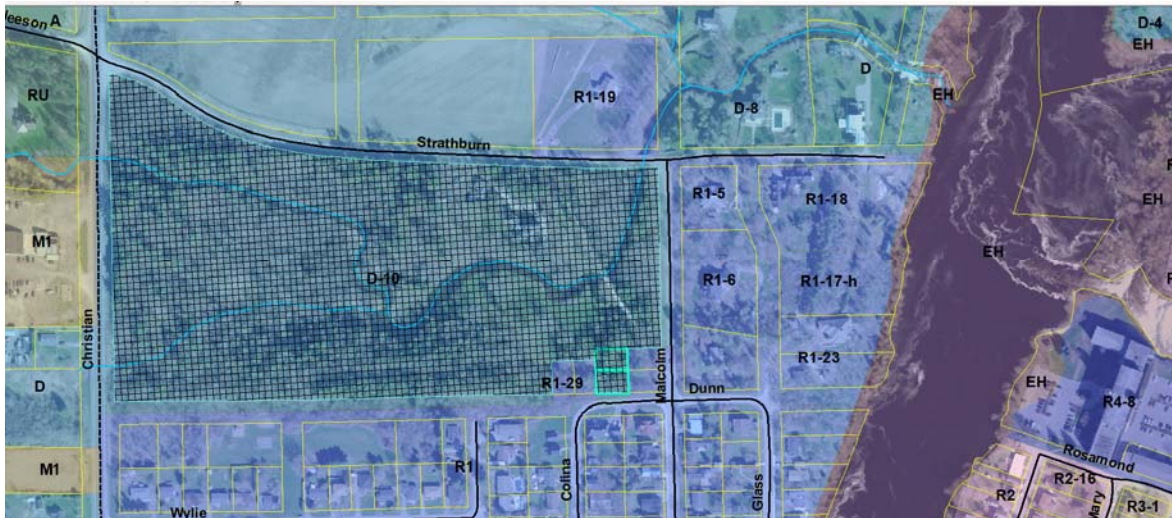 D-4
EH
RU
R1-19
D
EH
D-8
Strathburn
R1-5
R1-18
EH
M1
EH
D-10
R1-6
R1-17-h
Christian
Malcolm
R1-23
R1-29
Dunn
D
EH
R4-8
Rosamond
M1
R1
Colina
Glass
R2-16
R2
Mary
R3-1
Wylie